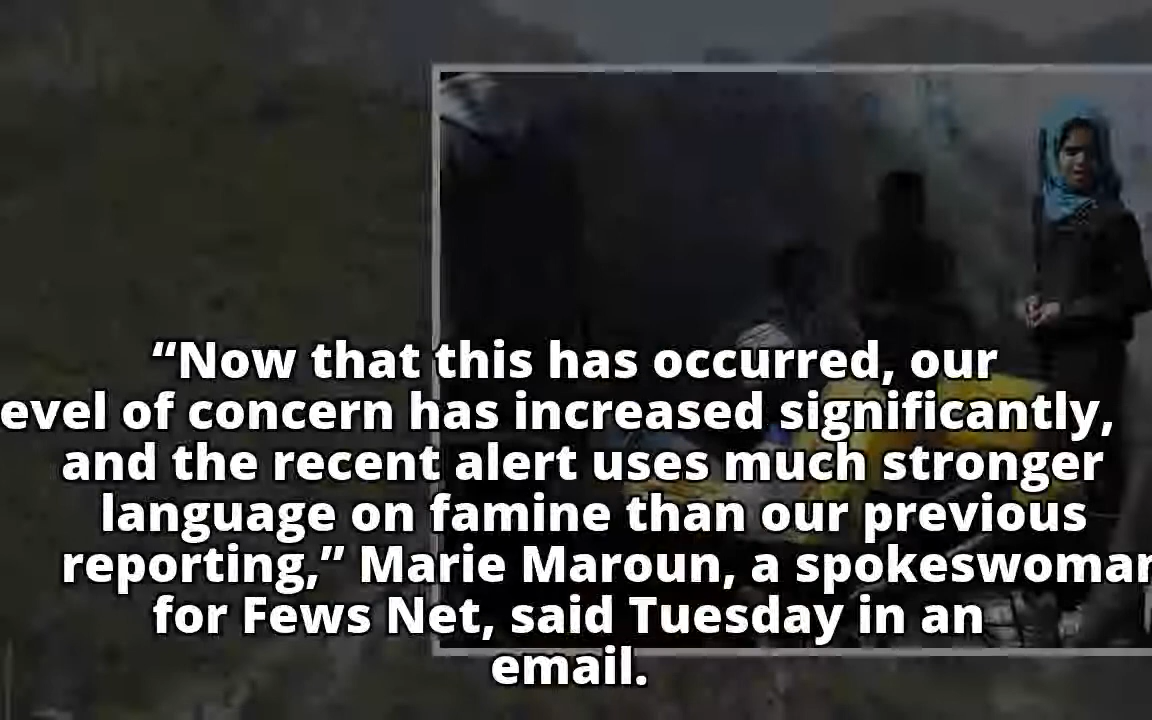 “Now that this has occurred, our
evel of concern has increased significantly,
and the recent alert uses much stronger
language on famine than our previous
reporting,” Marie Maroun, a spokeswoman
for Fews Net, said Tuesday in an
email.